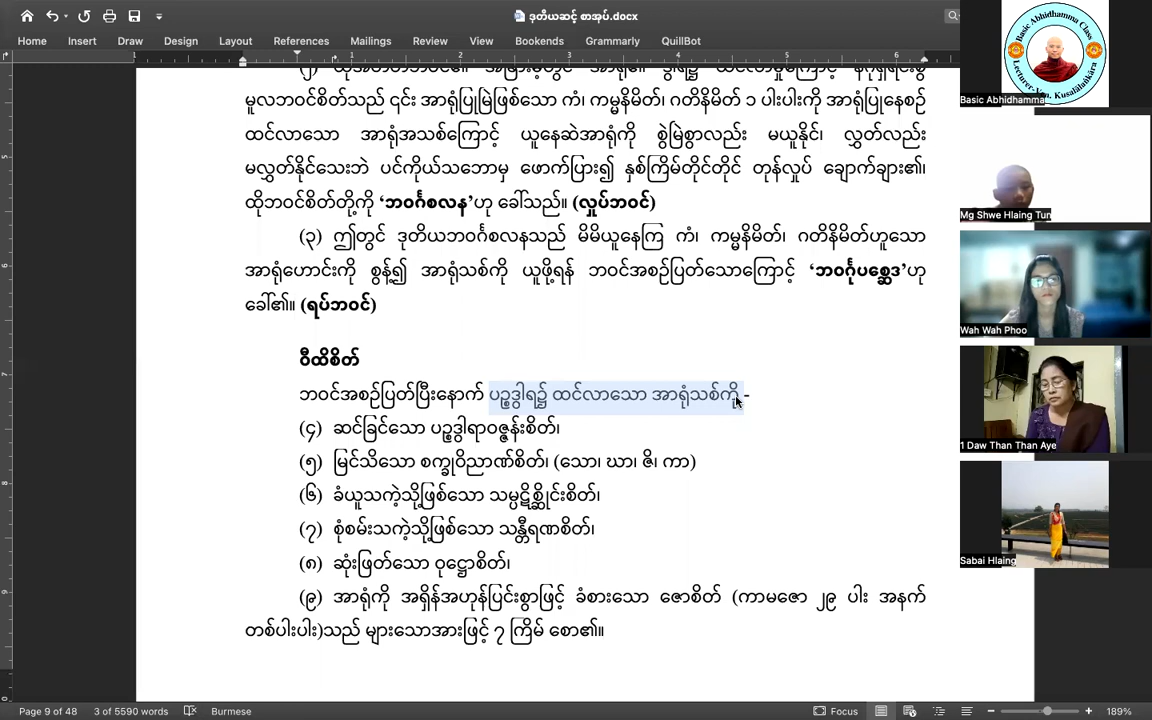 ဒုတိယဆင့် စာအုပ်.docx
Home Insert Draw Design Layout References Mailings Review View Bookends Grammarly QuillBot
1 1 2 3 4 5 6
မူလဘဝင်စိတ်သည် ၎င်း အာရုံပြုမြဲဖြစ်သော ကံ၊ ကမ္မနိမိတ်၊ ဂတိနိမိတ် ၁ ပါးပါးကို အာရုံပြုနေစဉ်
ထင်လာသော အာရုံအသစ်ကြောင့် ယူနေဆဲအာရုံကို စွဲမြဲစွာလည်း မယူနိုင်၊ လွှတ်လည်း
မလွှတ်နိုင်သေးဘဲ ပင်ကိုယ်သဘောမှ ဖောက်ပြား၍ နှစ်ကြိမ်တိုင်တိုင် တုန်လှုပ် ချောက်ချား၏၊
ထိုဘဝင်စိတ်တို့ကို ‘ဘဝင်္ဂစလန’ဟု ခေါ်သည်။ (လှုပ်ဘဝင်)
(၃) ဤတွင် ဒုတိယဘဝင်္ဂစလနသည် မိမိယူနေကြ ကံ၊ ကမ္မနိမိတ်၊ ဂတိနိမိတ်ဟူသော
အာရုံဟောင်းကို စွန့်၍ အာရုံသစ်ကို ယူဖို့ရန် ဘဝင်အစဉ်ပြတ်သောကြောင့် ‘ဘဝင်္ဂုပစ္ဆေဒ’ဟု
ခေါ်၏။ (ရပ်ဘဝင်)
ဝီထိစိတ်
ဘဝင်အစဉ်ပြတ်ပြီးနောက် ပဉ္စဒွါရ၌ ထင်လာသော အာရုံသစ်ကို -
(၄) ဆင်ခြင်သော ပဉ္စဒွါရာဝဇ္ဇန်းစိတ်၊
(၅) မြင်သိသော စက္ခုဝိညာဏ်စိတ်၊ (သော၊ ဃာ၊ ဇိ၊ ကာ)
(၆) ခံယူသကဲ့သို့ဖြစ်သော သမ္ပဋိစ္ဆိုင်းစိတ်၊
(၇) စုံစမ်းသကဲ့သို့ဖြစ်သော သန္တီရဏစိတ်၊
(၈) ဆုံးဖြတ်သော ဝုဋ္ဌောစိတ်၊
(၉) အာရုံကို အရှိန်အဟုန်ပြင်းစွာဖြင့် ခံစားသော ဇောစိတ် (ကာမဇော ၂၉ ပါး အနက်
တစ်ပါးပါး)သည် များသောအားဖြင့် ၇ ကြိမ် စော၏။
Page 9 of 48 3 of 5590 words Burmese Focus 189%
Basic Abhidhamma Class
Lecturer-Ven. Kusalālaṅkāra
Basic Abhidhamma
Mg Shwe Hlaing Tun
Wah Wah Phoo
1 Daw Than Than Aye
Sabai Hlaing